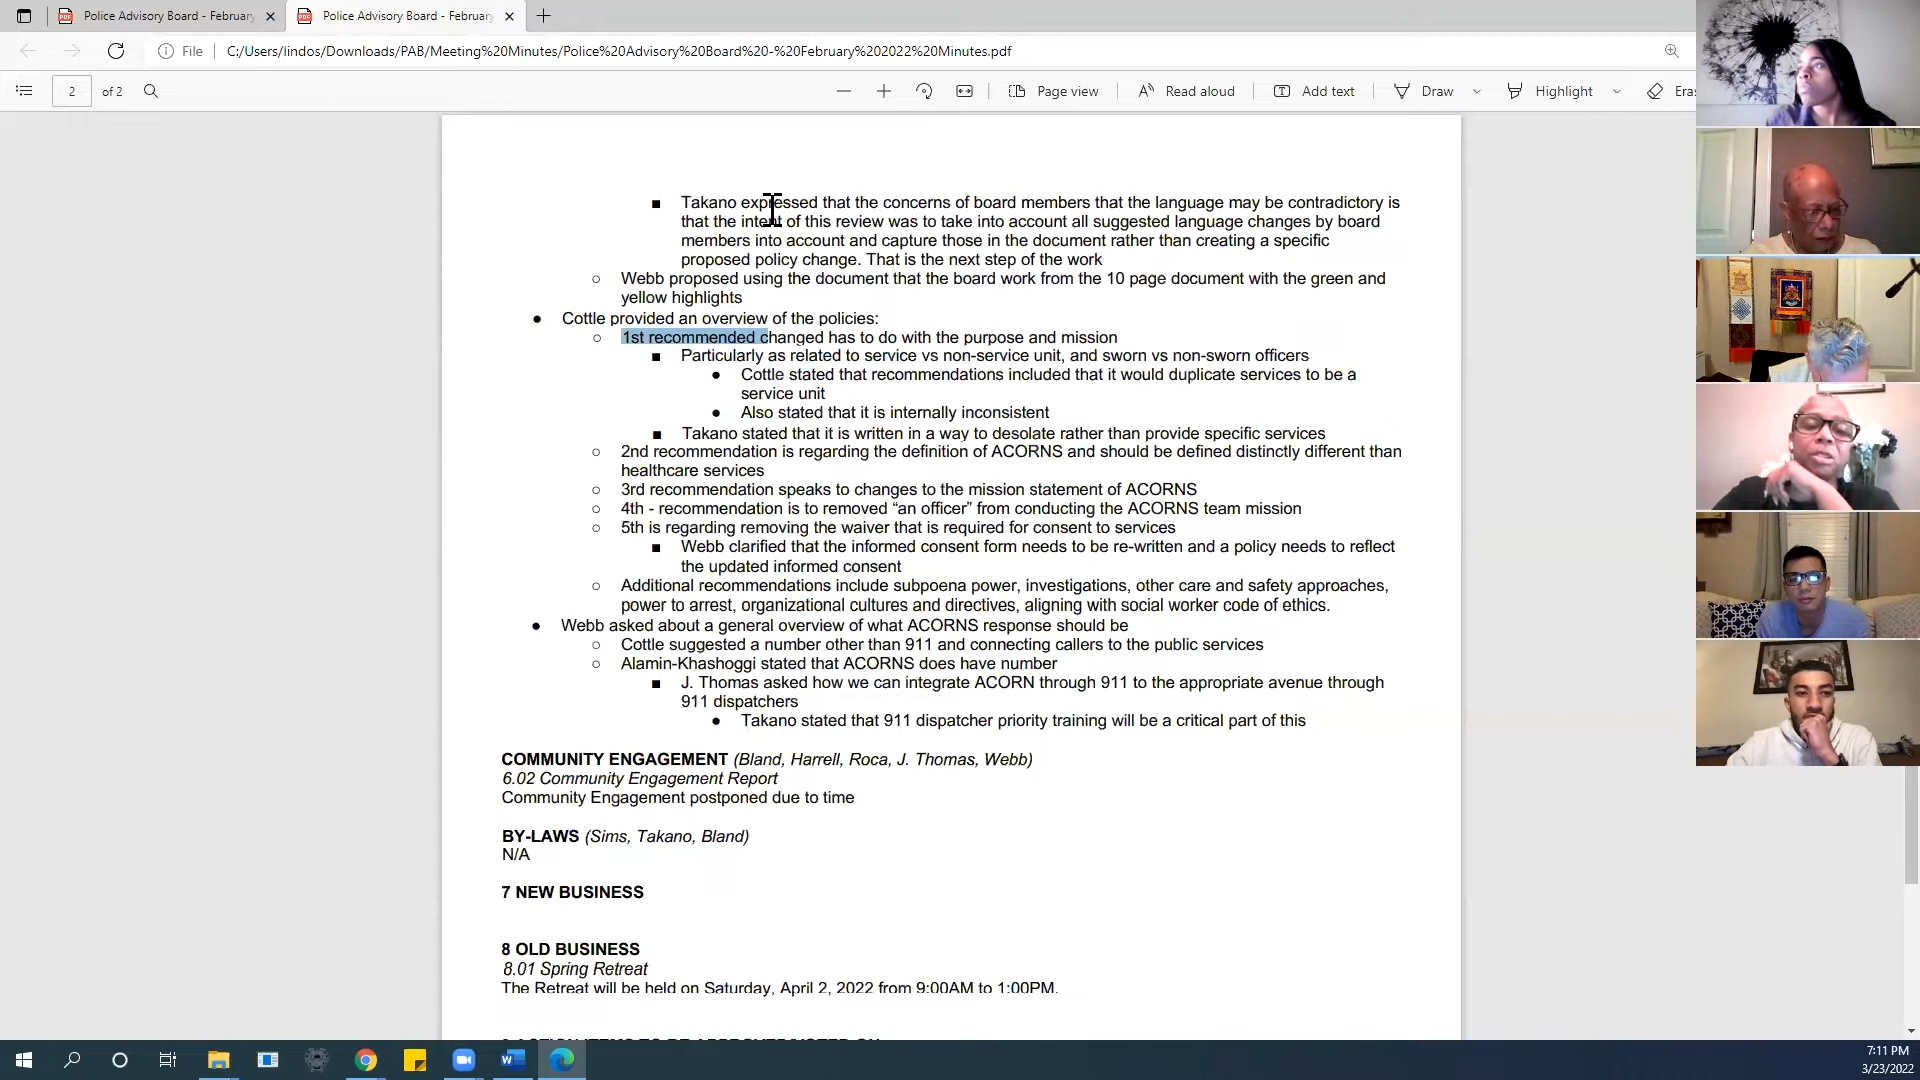 Police Advisory Board - February
Police Advisory Board - February
File
C:/Users/lindos/Downloads/PAB/Meeting%20Minutes/Police%20Advisory%20Board%20-%20February%202022%20Minutes.pdf
2
of 2
Page view
Read aloud
Add text
Draw
Highlight
Eras
Takano expressed that the concerns of board members that the language may be contradictory is
that the intent of this review was to take into account all suggested language changes by board
members into account and capture those in the document rather than creating a specific
proposed policy change. That is the next step of the work
Webb proposed using the document that the board work from the 10 page document with the green and
yellow highlights
Cottle provided an overview of the policies:
1st recommended changed has to do with the purpose and mission
Particularly as related to service vs non-service unit, and sworn vs non-sworn officers
Cottle stated that recommendations included that it would duplicate services to be a
service unit
Also stated that it is internally inconsistent
Takano stated that it is written in a way to desolate rather than provide specific services
2nd recommendation is regarding the definition of ACORNS and should be defined distinctly different than
healthcare services
3rd recommendation speaks to changes to the mission statement of ACORNS
4th - recommendation is to removed “an officer” from conducting the ACORNS team mission
5th is regarding removing the waiver that is required for consent to services
Webb clarified that the informed consent form needs to be re-written and a policy needs to reflect
the updated informed consent
Additional recommendations include subpoena power, investigations, other care and safety approaches,
power to arrest, organizational cultures and directives, aligning with social worker code of ethics.
Webb asked about a general overview of what ACORNS response should be
Cottle suggested a number other than 911 and connecting callers to the public services
Alamin-Khashoggi stated that ACORNS does have number
J. Thomas asked how we can integrate ACORN through 911 to the appropriate avenue through
911 dispatchers
Takano stated that 911 dispatcher priority training will be a critical part of this
COMMUNITY ENGAGEMENT (Bland, Harrell, Roca, J. Thomas, Webb)
6.02 Community Engagement Report
Community Engagement postponed due to time
BY-LAWS (Sims, Takano, Bland)
N/A
7 NEW BUSINESS
8 OLD BUSINESS
8.01 Spring Retreat
The Retreat will be held on Saturday, April 2, 2022 from 9:00AM to 1:00PM.
7:11 PM
3/23/2022